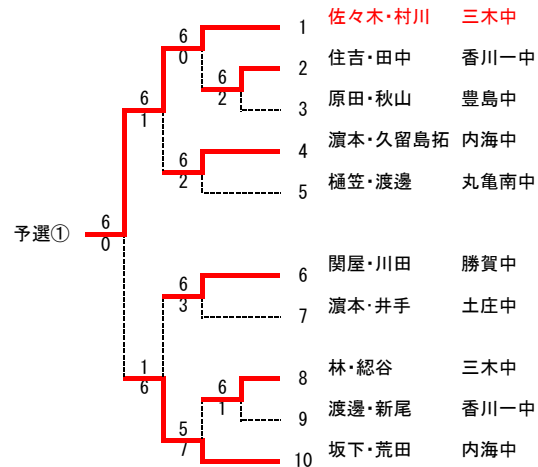 1 佐々木・村川 三木中
2 住吉・田中 香川一中
3 原田・秋山 豊島中
4 濵本・久留島拓 内海中
5 樋笠・渡邊 丸亀南中
6 関屋・川田 勝賀中
7 濵本・井手 土庄中
8 林・綛谷 三木中
9 渡邊・新尾 香川一中
10 坂下・荒田 内海中
予選①
6
0
6
2
6
1
6
2
6
0
6
3
1
6
6
1
5
7